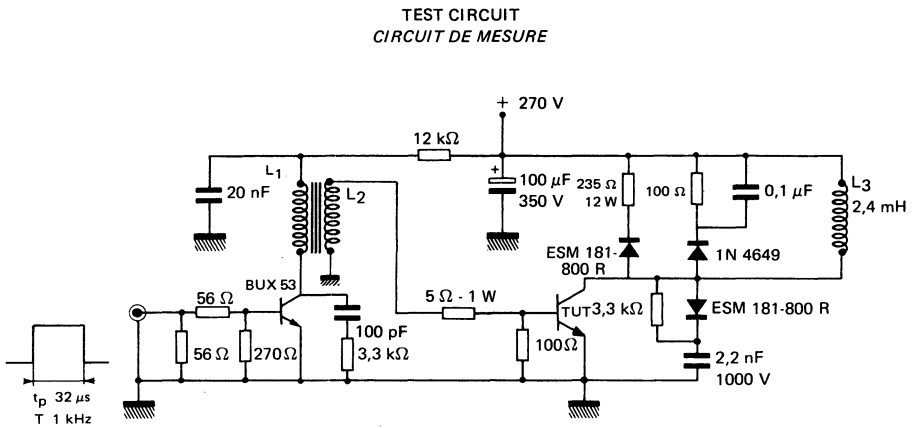 TEST CIRCUIT
CIRCUIT DE MESURE
+ 270 V
12 kΩ
L1
L2
20 nF
+
100 µF
350 V
235 Ω
12 W
100 Ω
0,1 µF
L3
2,4 mH
ESM 181-
800 R
1N 4649
BUX 53
56 Ω
5 Ω - 1 W
TUT
3,3 kΩ
ESM 181-800 R
100 pF
3,3 kΩ
56 Ω
270 Ω
100 Ω
2,2 nF
1000 V
tp 32 µs
T 1 kHz